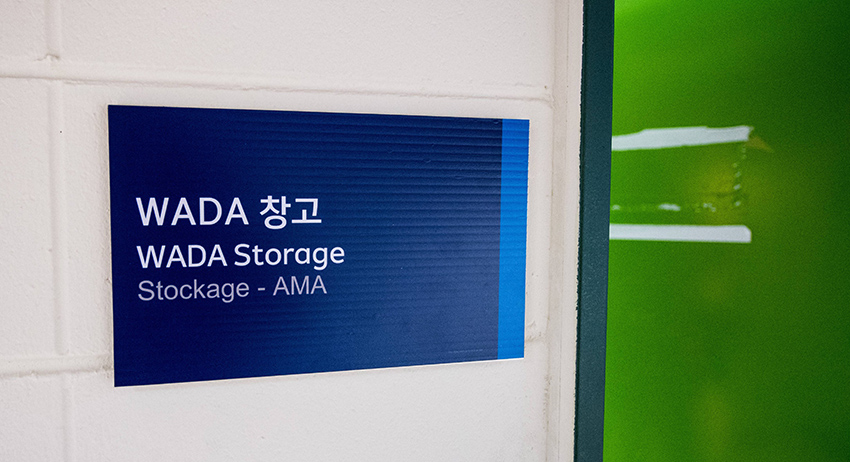 WADA 창고
WADA Storage
Stockage - AMA